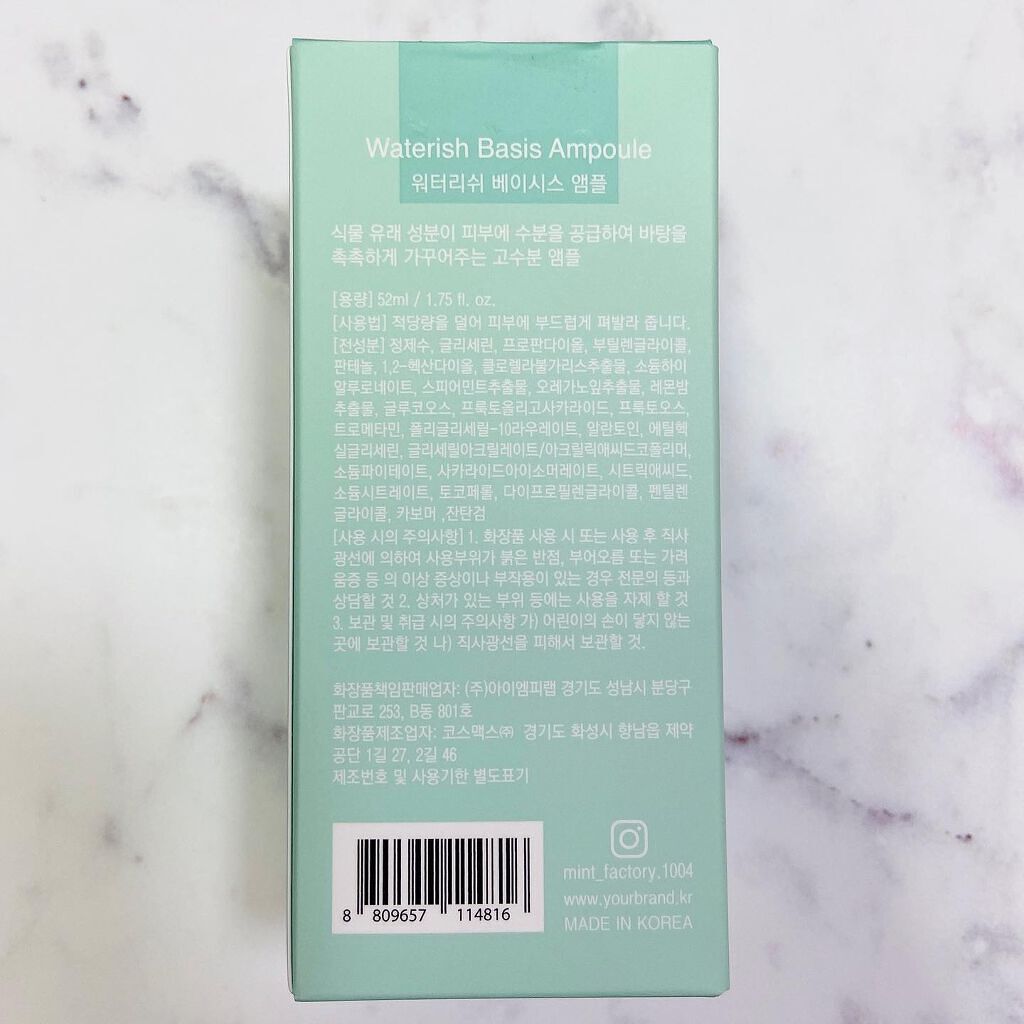 Waterish Basis Ampoule
워터리쉬 베이시스 앰플
식물 유래 성분이 피부에 수분을 공급하여 바탕을
촉촉하게 가꾸어주는 고수분 앰플
[용량] 52ml / 1.75 fl. oz.
[사용법] 적당량을 덜어 피부에 부드럽게 펴발라 줍니다.
[전성분] 정제수, 글리세린, 프로판다이올, 부틸렌글라이콜,
판테놀, 1,2-헥산다이올, 클로렐라불가리스추출물, 소듐하이
알루로네이트, 스피어민트추출물, 오레가노잎추출물, 레몬밤
추출물, 글루코오스, 프룩토올리고사카라이드, 프룩토오스,
트로메타민, 폴리글리세릴-10라우레이트, 알란토인, 에틸헥
실글리세린, 글리세릴아크릴레이트/아크릴릭애씨드코폴리머,
소듐파이테이트, 사카라이드아이소머레이트, 시트릭애씨드,
소듐시트레이트, 토코페롤, 다이프로필렌글라이콜, 펜틸렌
글라이콜, 카보머 ,잔탄검
[사용 시의 주의사항] 1. 화장품 사용 시 또는 사용 후 직사
광선에 의하여 사용부위가 붉은 반점, 부어오름 또는 가려
움증 등 의 이상 증상이나 부작용이 있는 경우 전문의 등과
상담할 것 2. 상처가 있는 부위 등에는 사용을 자제 할 것
3. 보관 및 취급 시의 주의사항 가) 어린이의 손이 닿지 않는
곳에 보관할 것 나) 직사광선을 피해서 보관할 것.
화장품책임판매업자: (주)아이엠피랩 경기도 성남시 분당구
판교로 253, B동 801호
화장품제조업자: 코스맥스㈜ 경기도 화성시 향남읍 제약
공단 1길 27, 2길 46
제조번호 및 사용기한 별도표기
8 809657 114816
mint_factory.1004
www.yourbrand.kr
MADE IN KOREA